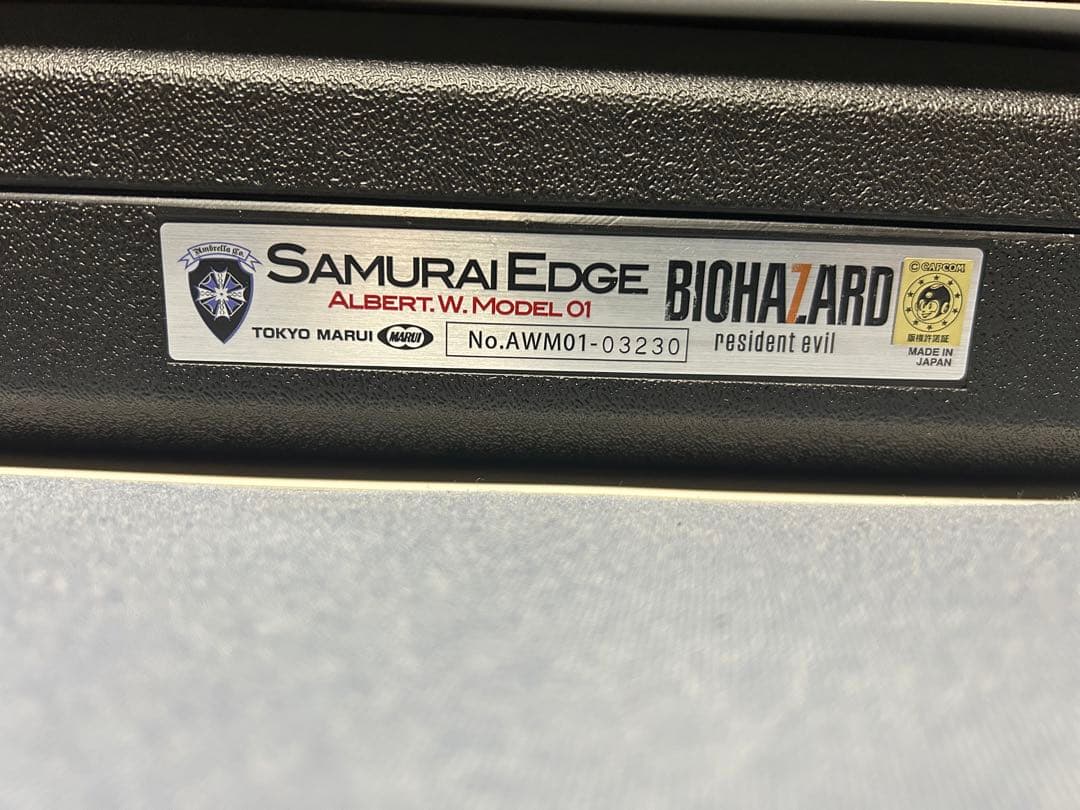 Umbrella Co.
SAMURAI EDGE
ALBERT.W.MODEL 01
TOKYO MARUI MARUI
No.AWM01-03230
BIOHAZARD
resident evil
© CAPCOM
版権許諾証
MADE IN
JAPAN